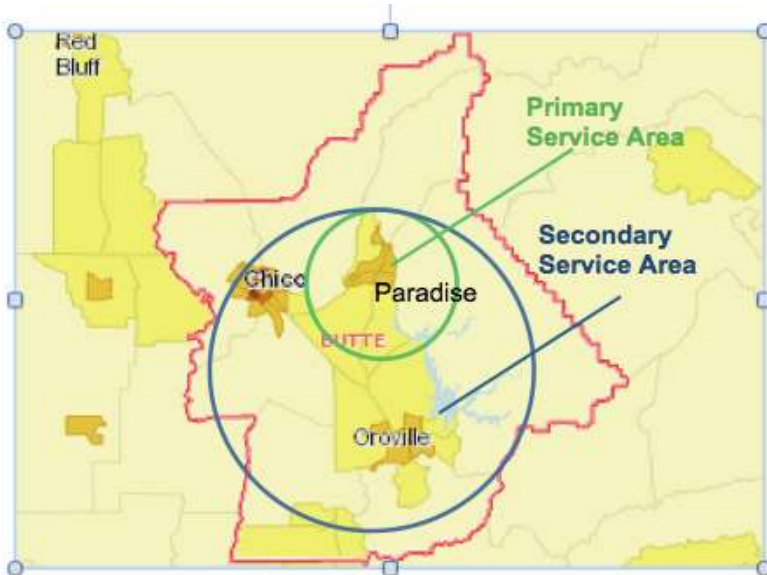 Red
Bluff
Primary
Service Area
Secondary
Service Area
Chico
Paradise
BUTTE
Oroville